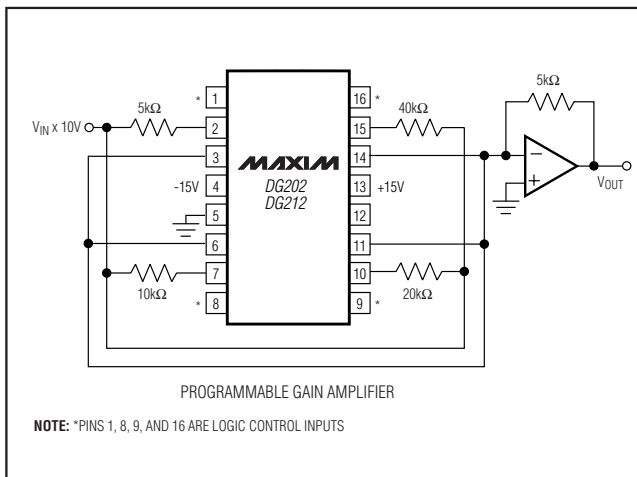 5kΩ
* 1 16 *
5kΩ 40kΩ
V_IN x 10V 2 15
3 MAXIM 14 −
-15V 4 DG202 13 +15V +
DG212 V_OUT
5 12
6 11
7 10
10kΩ 20kΩ
* 8 9 *
PROGRAMMABLE GAIN AMPLIFIER
NOTE: *PINS 1, 8, 9, AND 16 ARE LOGIC CONTROL INPUTS